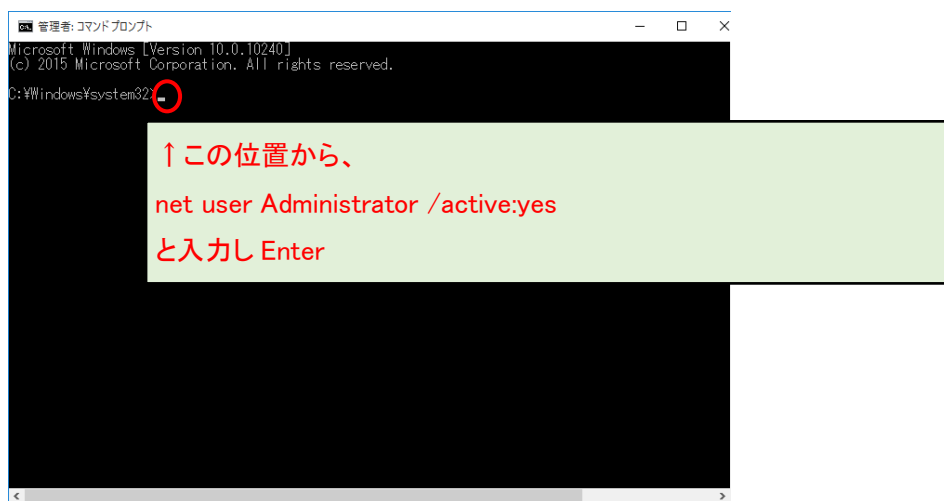 管理者: コマンド プロンプト
Microsoft Windows [Version 10.0.10240]
(c) 2015 Microsoft Corporation. All rights reserved.
C:¥Windows¥system32>
↑この位置から、
net user Administrator /active:yes
と入力し Enter